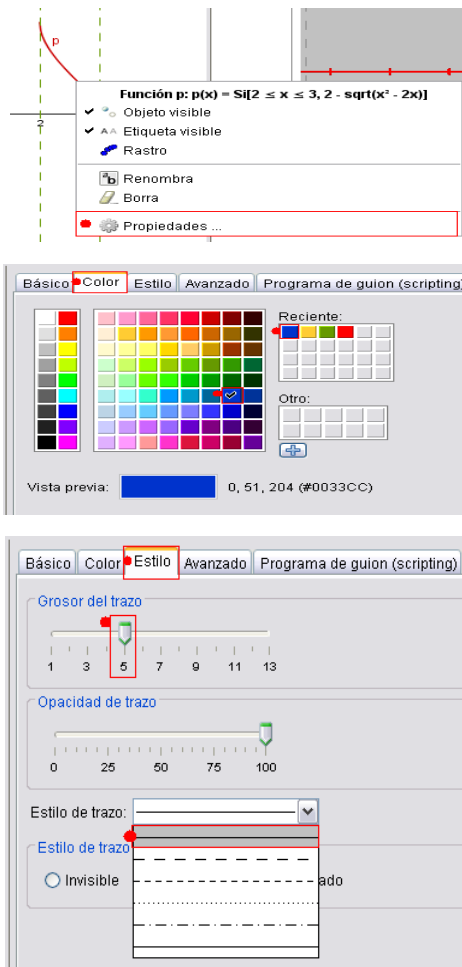 p
2
Función p: p(x) = Si[2 ≤ x ≤ 3, 2 - sqrt(x² - 2x)]
Objeto visible
AA Etiqueta visible
Rastro
ab Renombra
Borra
Propiedades ...
Básico Color Estilo Avanzado Programa de guion (scripting)
Reciente:
Otro:
Vista previa: 0, 51, 204 (#0033CC)
Básico Color Estilo Avanzado Programa de guion (scripting)
Grosor del trazo
1 3 5 7 9 11 13
Opacidad de trazo
0 25 50 75 100
Estilo de trazo:
Estilo de trazo
Invisible ado